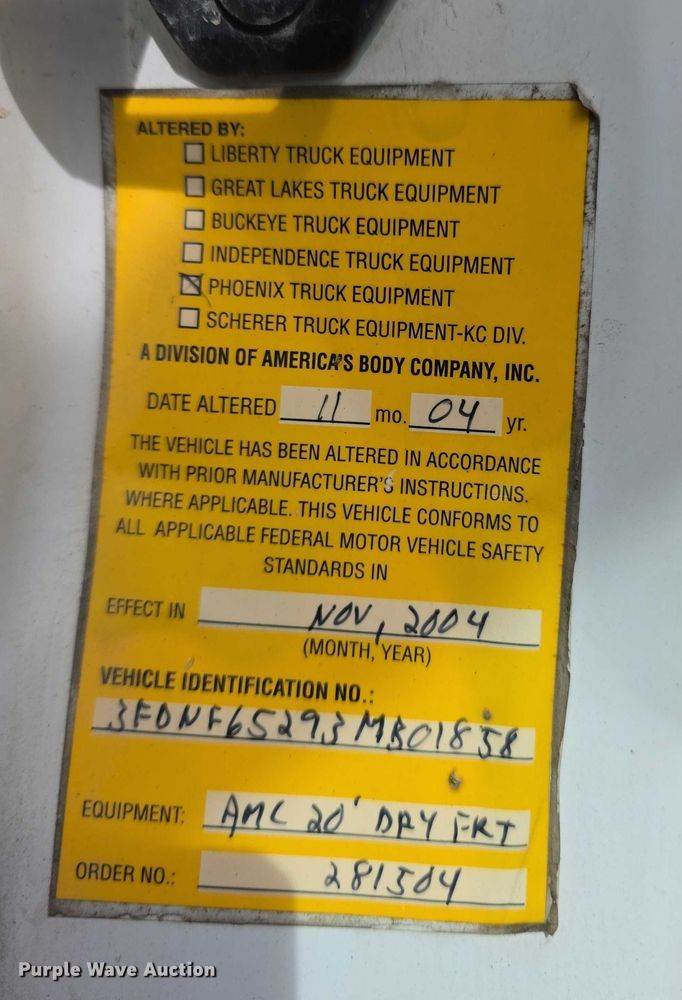 ALTERED BY:
☐ LIBERTY TRUCK EQUIPMENT
☐ GREAT LAKES TRUCK EQUIPMENT
☐ BUCKEYE TRUCK EQUIPMENT
☐ INDEPENDENCE TRUCK EQUIPMENT
☒ PHOENIX TRUCK EQUIPMENT
☐ SCHERER TRUCK EQUIPMENT-KC DIV.
A DIVISION OF AMERICA'S BODY COMPANY, INC.
DATE ALTERED 11 mo. 04 yr.
THE VEHICLE HAS BEEN ALTERED IN ACCORDANCE
WITH PRIOR MANUFACTURER'S INSTRUCTIONS.
WHERE APPLICABLE. THIS VEHICLE CONFORMS TO
ALL APPLICABLE FEDERAL MOTOR VEHICLE SAFETY
STANDARDS IN
EFFECT IN NOV, 2004
(MONTH, YEAR)
VEHICLE IDENTIFICATION NO.:
3FDNF65293MB01858
EQUIPMENT: AMC 20' DRY FRT
ORDER NO.: 281504
Purple Wave Auction